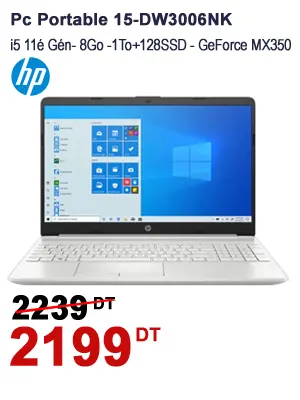 Pc Portable 15-DW3006NK
i5 11é Gén- 8Go -1To+128SSD - GeForce MX350
hp
2239 DT
2199 DT